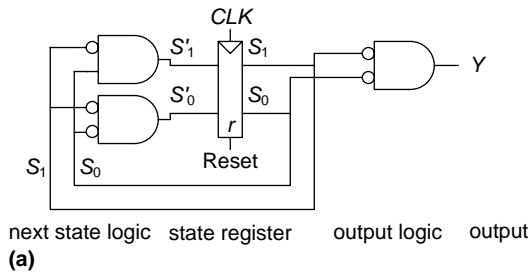 CLK
S'1 S1
Y
S'0 S0
r
Reset
S1 S0
next state logic state register output logic output
(a)